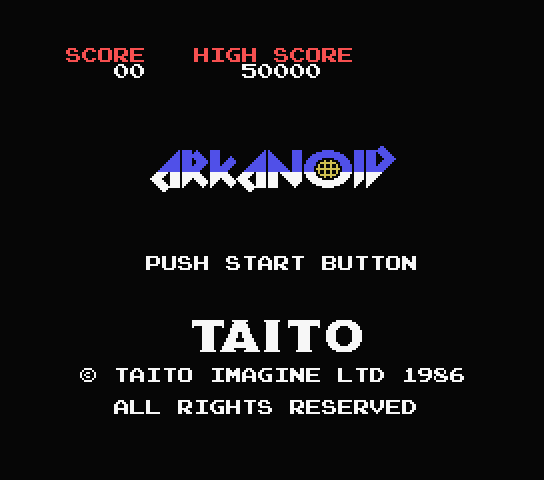 SCORE HIGH SCORE
00 50000
ARKANOID
PUSH START BUTTON
TAITO
© TAITO IMAGINE LTD 1986
ALL RIGHTS RESERVED